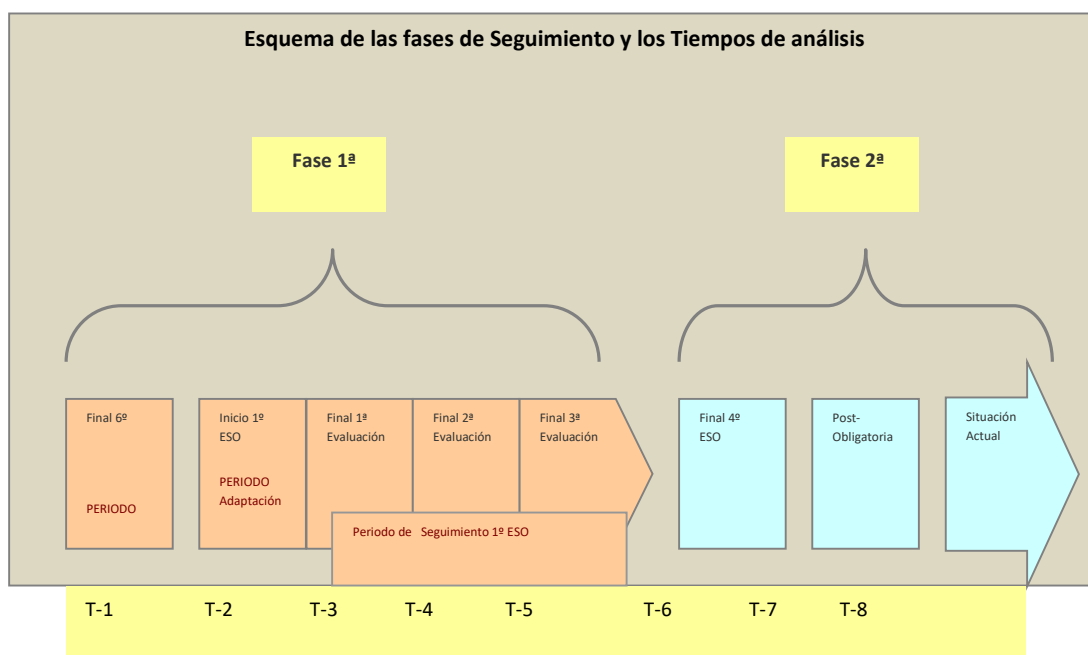 Esquema de las fases de Seguimiento y los Tiempos de análisis
Fase 1ª
Fase 2ª
Final 6º
PERIODO
Inicio 1º
ESO
PERIODO
Adaptación
Final 1ª
Evaluación
Final 2ª
Evaluación
Final 3ª
Evaluación
Periodo de Seguimiento 1º ESO
Final 4º
ESO
Post-
Obligatoria
Situación
Actual
T-1 T-2 T-3 T-4 T-5 T-6 T-7 T-8